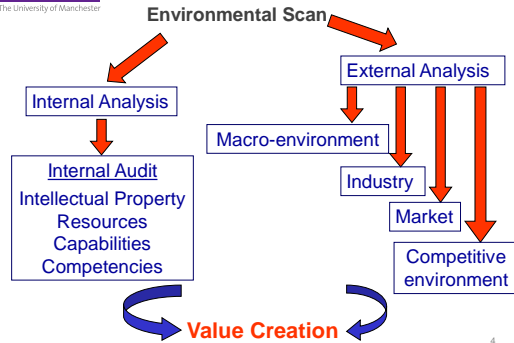 The University of Manchester
Environmental Scan
Internal Analysis
External Analysis
Internal Audit
Intellectual Property
Resources
Capabilities
Competencies
Macro-environment
Industry
Market
Competitive
environment
Value Creation
4